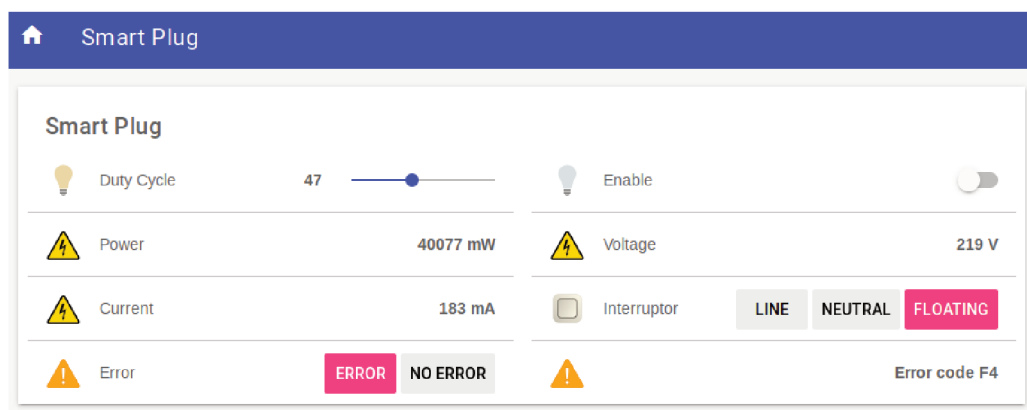 Smart Plug
Smart Plug
Duty Cycle 47 Enable
Power 40077 mW Voltage 219 V
Current 183 mA Interruptor LINE NEUTRAL FLOATING
Error ERROR NO ERROR Error code F4